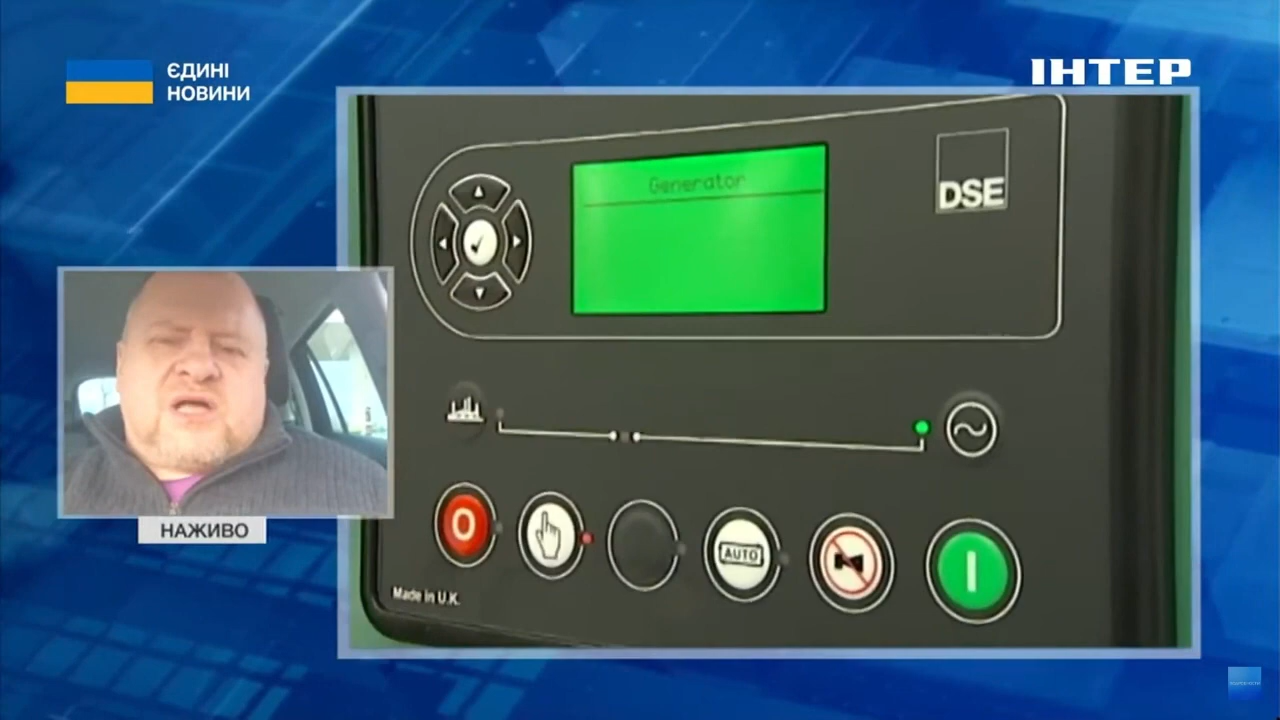 ЄДИНІ
НОВИНИ
ІНТЕР
Generator
DSE
НАЖИВО
O
AUTO
I
Made in U.K.